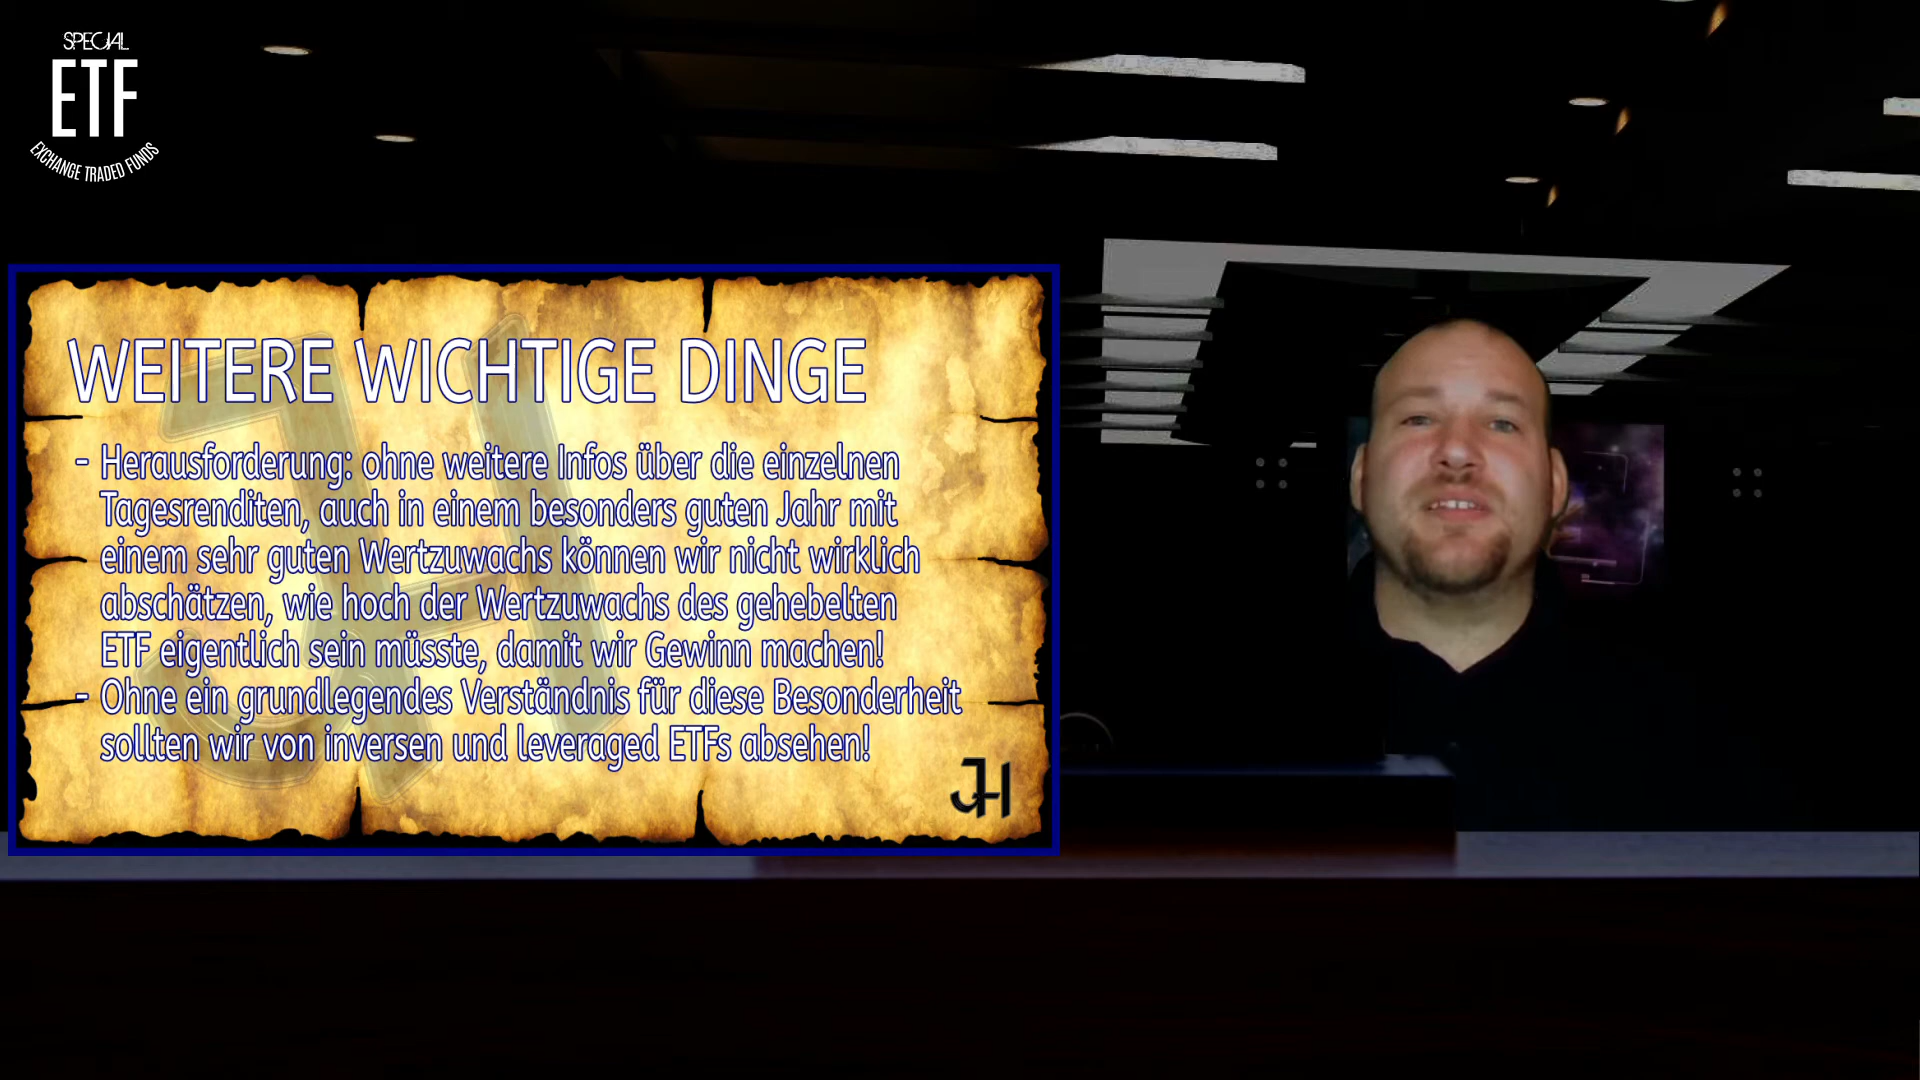 SPECIAL
ETF
EXCHANGE TRADED FUNDS
WEITERE WICHTIGE DINGE
- Herausforderung: ohne weitere Infos über die einzelnen
Tagesrenditen, auch in einem besonders guten Jahr mit
einem sehr guten Wertzuwachs können wir nicht wirklich
abschätzen, wie hoch der Wertzuwachs des gehebelten
ETF eigentlich sein müsste, damit wir Gewinn machen!
- Ohne ein grundlegendes Verständnis für diese Besonderheit
sollten wir von inversen und leveraged ETFs absehen!
JH